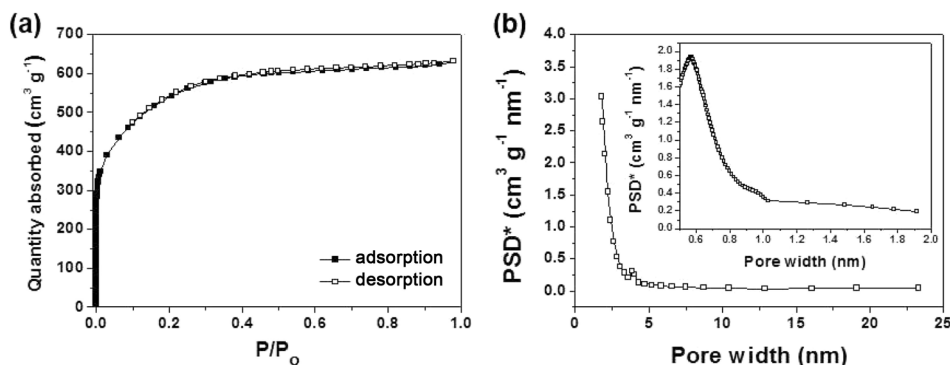 (a)
700
600
500
400
300
200
100
0
Quantity absorbed (cm³ g⁻¹)
adsorption
desorption
0.0 0.2 0.4 0.6 0.8 1.0
P/Pₒ
(b)
4.0
3.5
3.0
2.5
2.0
1.5
1.0
0.5
0.0
PSD* (cm³ g⁻¹ nm⁻¹)
2.0
1.8
1.6
1.4
1.2
1.0
0.8
0.6
0.4
0.2
0.0
PSD* (cm³ g⁻¹ nm⁻¹)
0.6 0.8 1.0 1.2 1.4 1.6 1.8 2.0
Pore width (nm)
0 5 10 15 20 25
Pore width (nm)